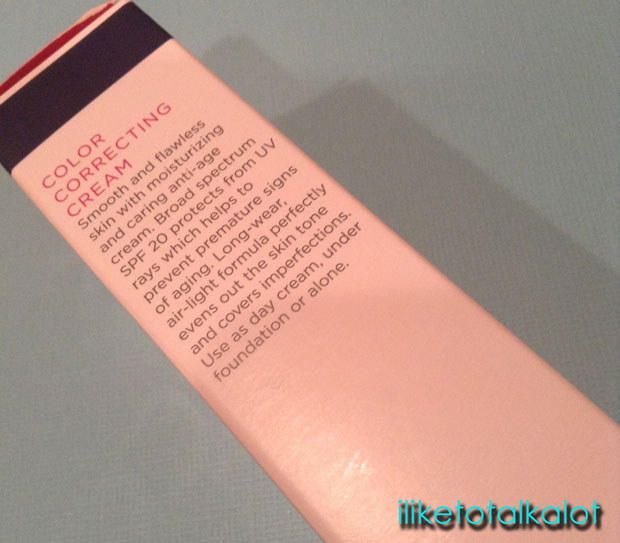 COLOR
CORRECTING
CREAM
Smooth and flawless
skin with moisturizing
and caring anti-age
cream. Broad spectrum
SPF 20 protects from UV
rays which helps to
prevent premature signs
of aging. Long-wear,
air-light formula perfectly
evens out the skin tone
and covers imperfections.
Use as day cream, under
foundation or alone.
iliketotalkalot